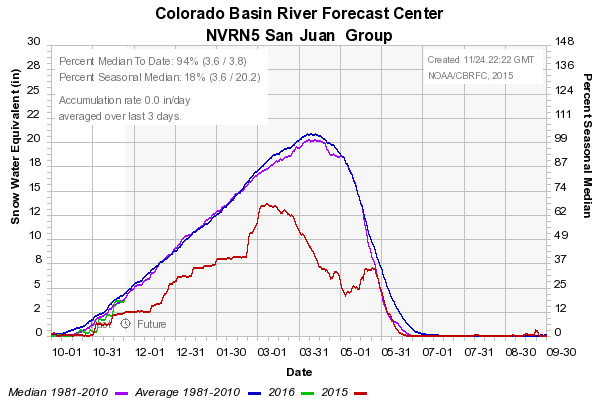 Colorado Basin River Forecast Center
NVRN5 San Juan Group
Percent Median To Date: 94% (3.6 / 3.8)
Percent Seasonal Median: 18% (3.6 / 20.2)
Accumulation rate 0.0 in/day
averaged over last 3 days.
Created 11/24.22:22 GMT
NOAA/CBRFC, 2015
Snow Water Equivalent (in)
30
28
25
22
20
18
15
12
10
8
5
2
0
Percent Seasonal Median
148
136
124
111
99
87
74
62
49
37
25
12
0
Future
10-01 10-31 12-01 12-31 01-30 03-01 03-31 05-01 05-31 07-01 07-31 08-30 09-30
Date
Median 1981-2010 Average 1981-2010 2016 2015